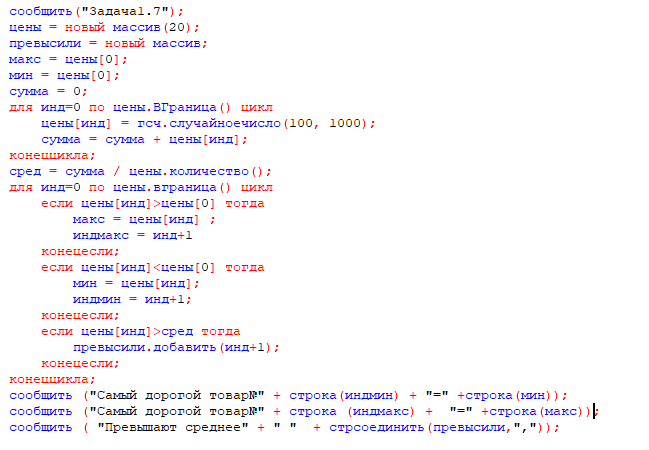 сообщить("Задача1.7");
цены = новый массив(20);
превысили = новый массив;
макс = цены[0];
мин = цены[0];
сумма = 0;
для инд=0 по цены.ВГраница() цикл
цены[инд] = гсч.случайноечисло(100, 1000);
сумма = сумма + цены[инд];
конеццикла;
сред = сумма / цены.количество();
для инд=0 по цены.вграница() цикл
если цены[инд]>цены[0] тогда
макс = цены[инд] ;
индмакс = инд+1
конецесли;
если цены[инд]<цены[0] тогда
мин = цены[инд];
индмин = инд+1;
конецесли;
если цены[инд]>сред тогда
превысили.добавить(инд+1);
конецесли;
конеццикла;
сообщить ("Самый дорогой товар№" + строка(индмин) + "=" +строка(мин));
сообщить ("Самый дорогой товар№" + строка (индмакс) +  "=" +строка(макс));
сообщить ( "Превышают среднее" + " "  + стрсоединить(превысили,","));